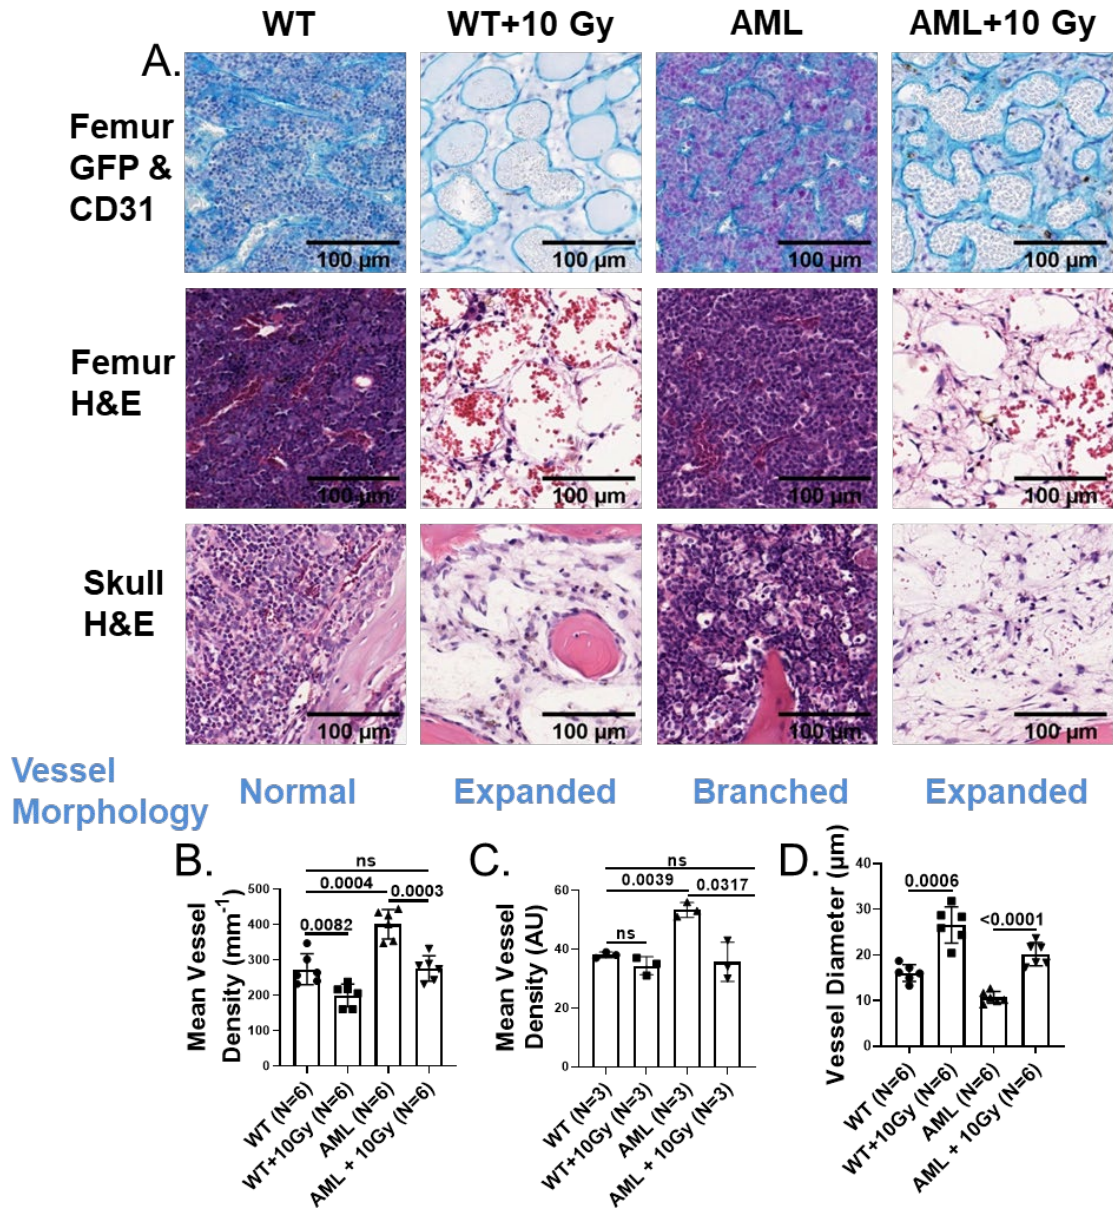 WT WT+10 Gy AML AML+10 Gy
A.
Femur
GFP &
CD31
100 µm 100 µm 100 µm 100 µm
Femur
H&E
100 µm 100 µm 100 µm 100 µm
Skull
H&E
100 µm 100 µm 100 µm 100 µm
Vessel
Morphology
Normal Expanded Branched Expanded
B.
Mean Vessel
Density (mm-1)
500
400
300
200
100
0
ns
0.0004 0.0003
0.0082
WT (N=6)
WT+10Gy (N=6)
AML (N=6)
AML + 10Gy (N=6)
C.
Mean Vessel
Density (AU)
60
40
20
0
ns
0.0039 0.0317
ns
WT (N=3)
WT+10Gy (N=3)
AML (N=3)
AML + 10Gy (N=3)
D.
Vessel Diameter (µm)
40
30
20
10
0
0.0006
<0.0001
WT (N=6)
WT+10Gy (N=6)
AML (N=6)
AML + 10Gy (N=6)